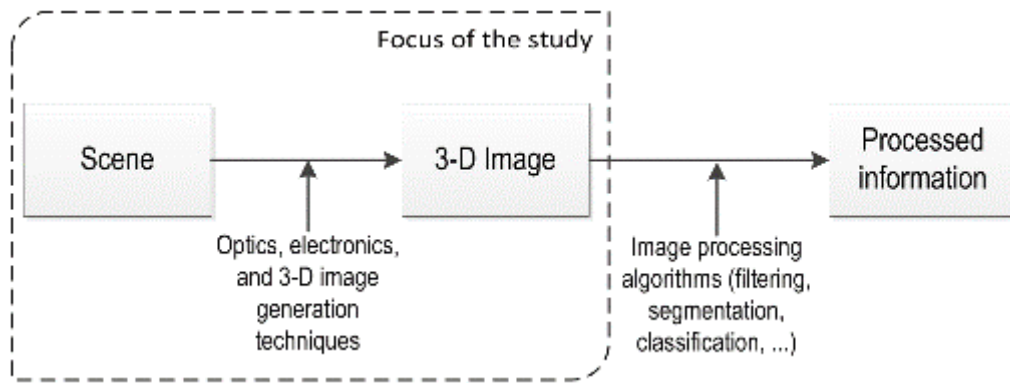 Focus of the study
Scene
3-D Image
Processed
information
Optics, electronics,
and 3-D image
generation
techniques
Image processing
algorithms (filtering,
segmentation,
classification, ...)